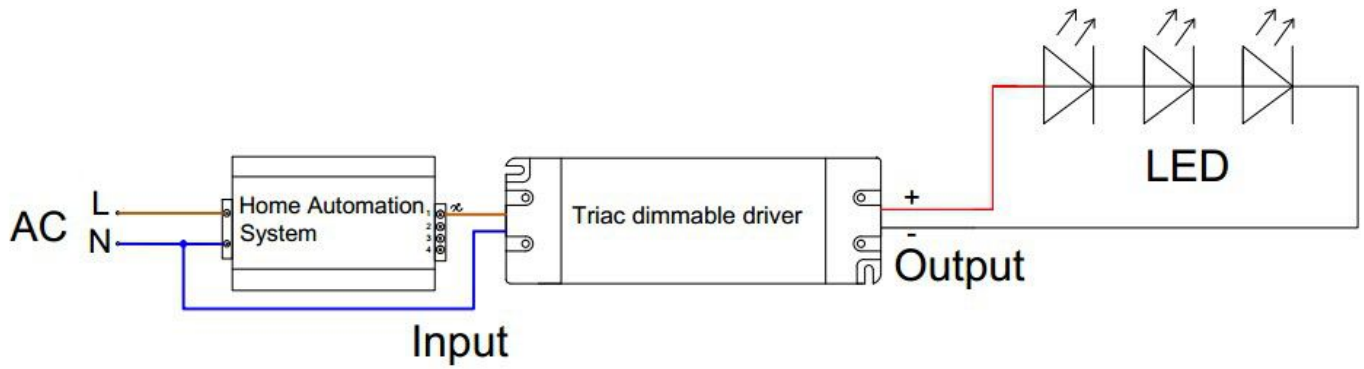 AC
L
N
Home Automation
System
1
2
3
4
Input
Triac dimmable driver
+
-
Output
LED